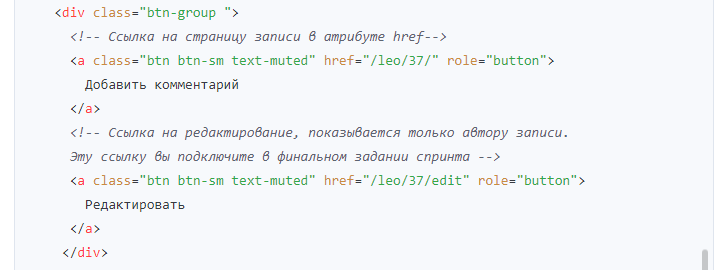 <div class="btn-group ">
<!-- Ссылка на страницу записи в атрибуте href-->
<a class="btn btn-sm text-muted" href="/leo/37/" role="button">
Добавить комментарий
</a>
<!-- Ссылка на редактирование, показывается только автору записи.
Эту ссылку вы подключите в финальном задании спринта -->
<a class="btn btn-sm text-muted" href="/leo/37/edit" role="button">
Редактировать
</a>
</div>